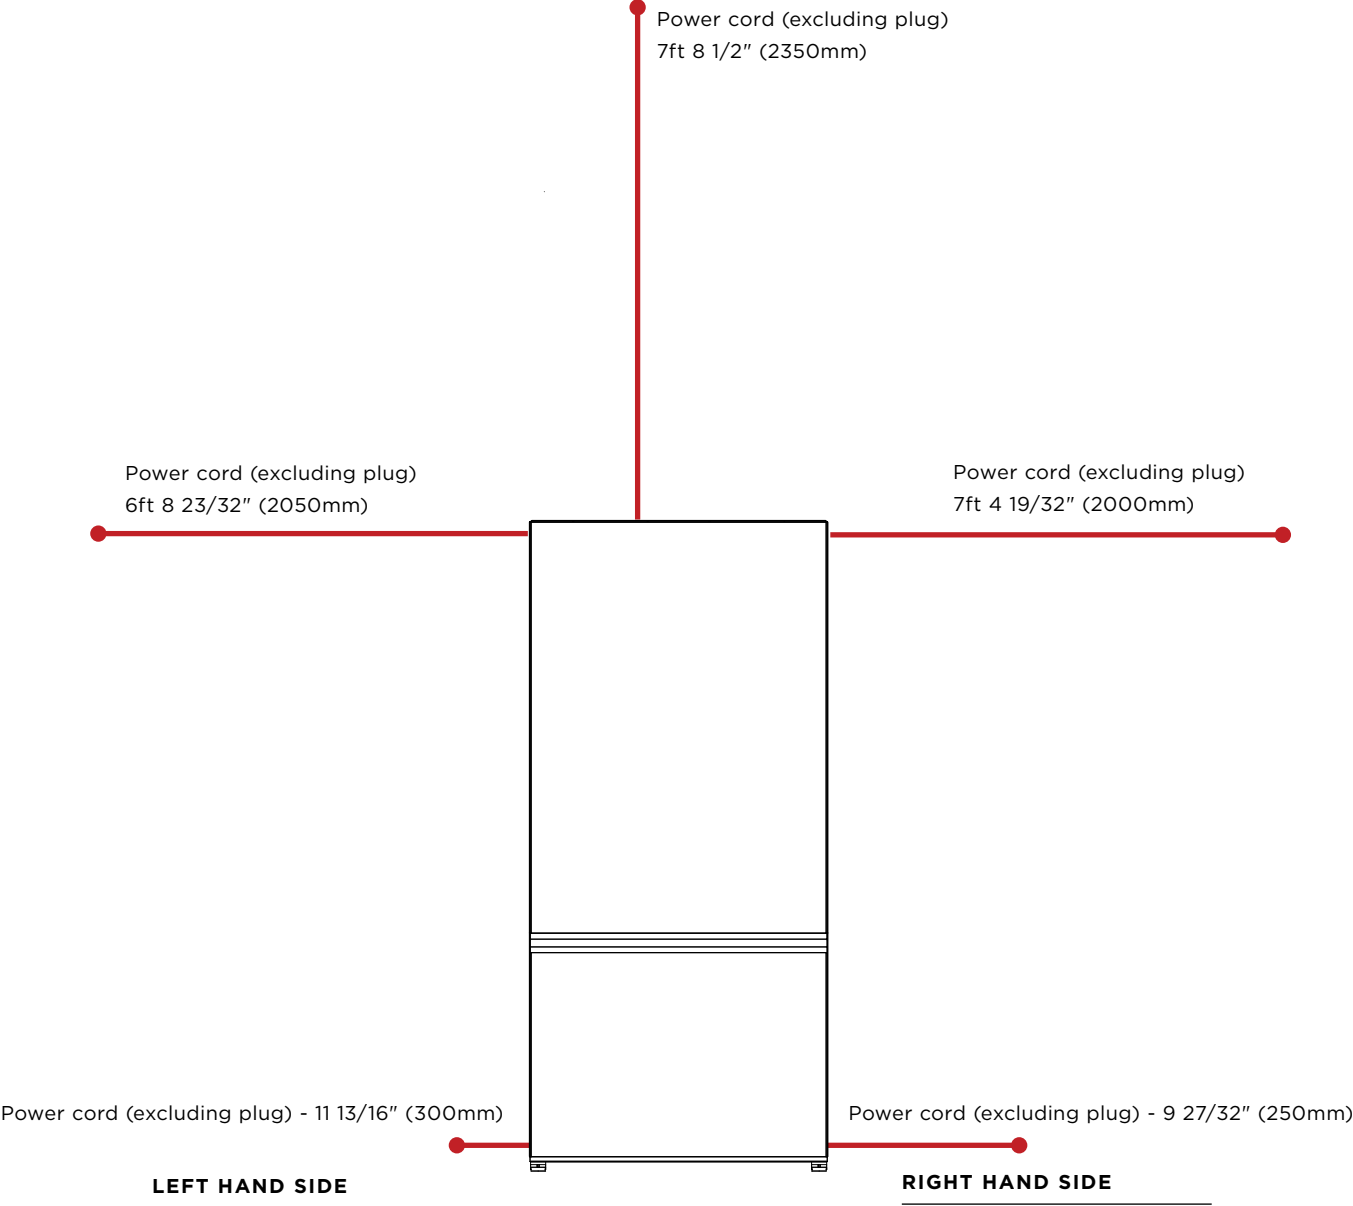 Power cord (excluding plug)
7ft 8 1/2" (2350mm)
Power cord (excluding plug)
6ft 8 23/32" (2050mm)
Power cord (excluding plug)
7ft 4 19/32" (2000mm)
Power cord (excluding plug) - 11 13/16" (300mm)
Power cord (excluding plug) - 9 27/32" (250mm)
LEFT HAND SIDE
RIGHT HAND SIDE